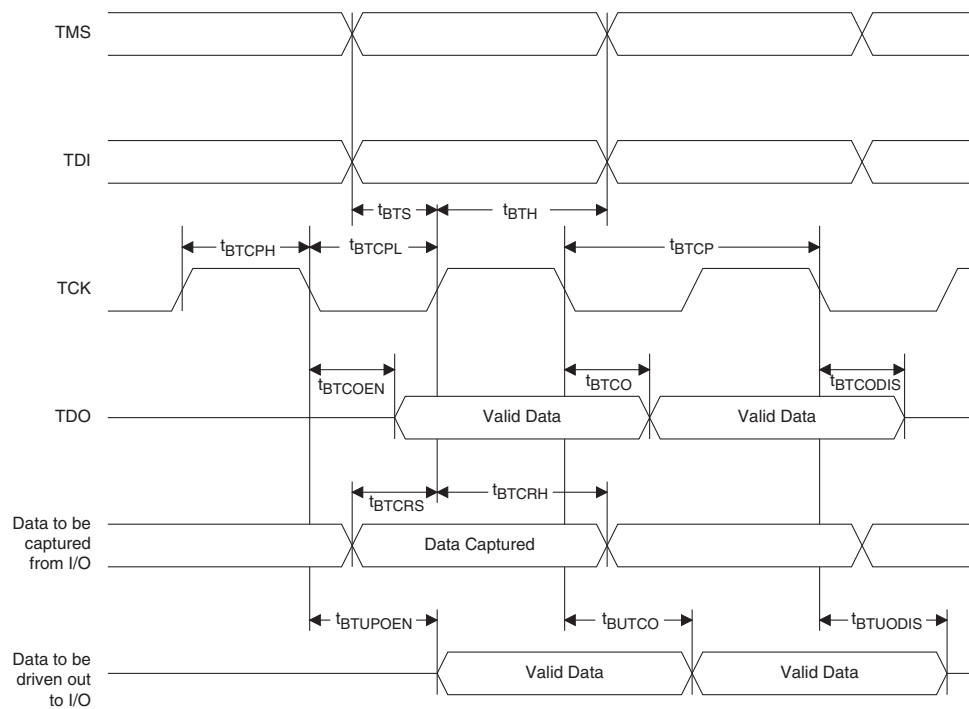 TMS
TDI
tBTS
tBTH
tBTCPH
tBTCPL
tBTCP
TCK
tBTCOEN
tBTCO
tBTCODIS
TDO
Valid Data
Valid Data
tBTCRS
tBTCRH
Data to be
captured
from I/O
Data Captured
tBTUPOEN
tBUTCO
tBTUODIS
Data to be
driven out
to I/O
Valid Data
Valid Data